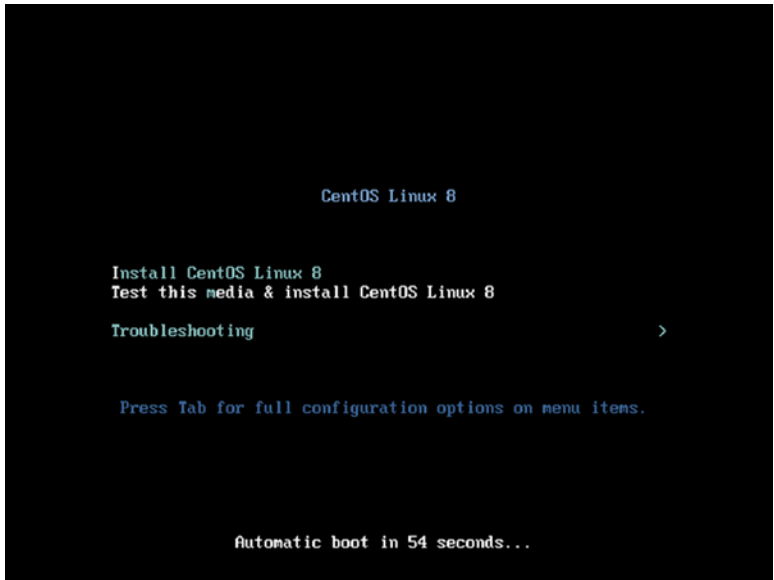 CentOS Linux 8
Install CentOS Linux 8
Test this media & install CentOS Linux 8
Troubleshooting >
Press Tab for full configuration options on menu items.
Automatic boot in 54 seconds...